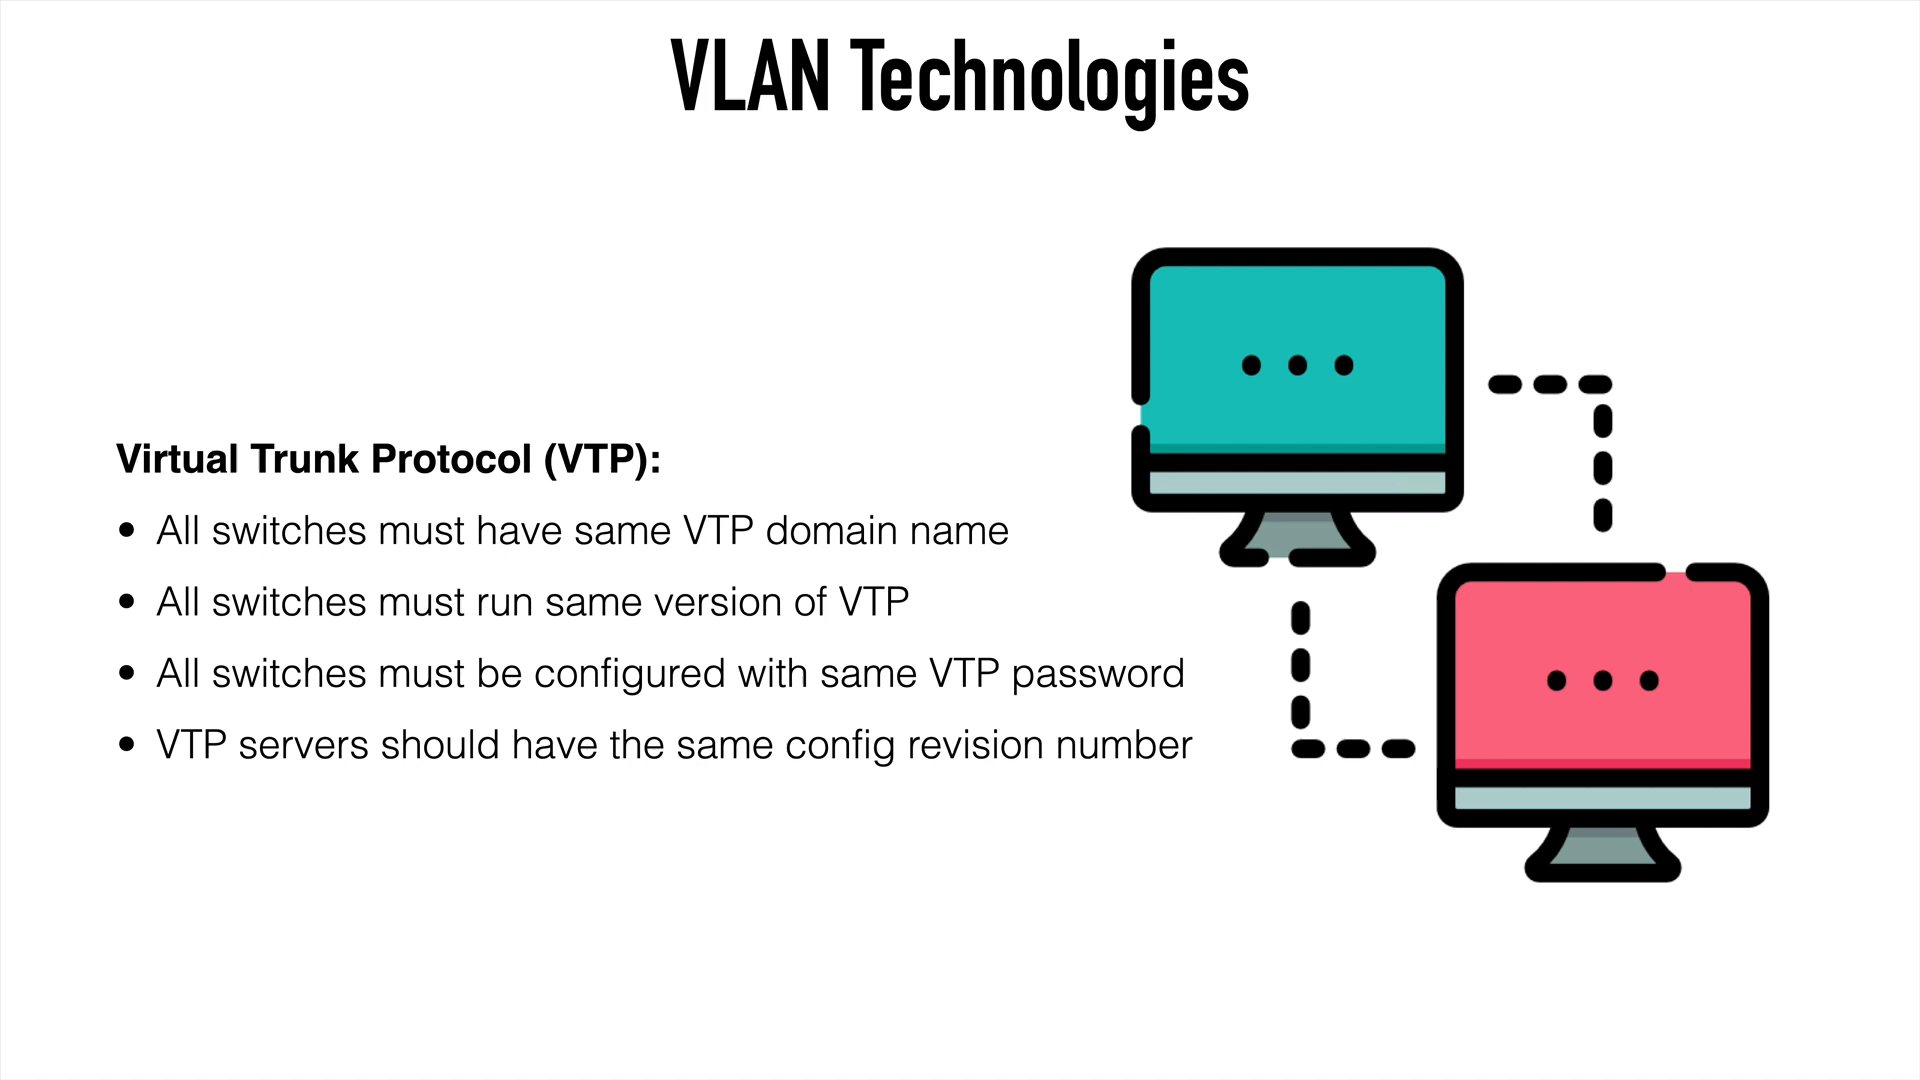 VLAN Technologies
Virtual Trunk Protocol (VTP):
• All switches must have same VTP domain name
• All switches must run same version of VTP
• All switches must be configured with same VTP password
• VTP servers should have the same config revision number